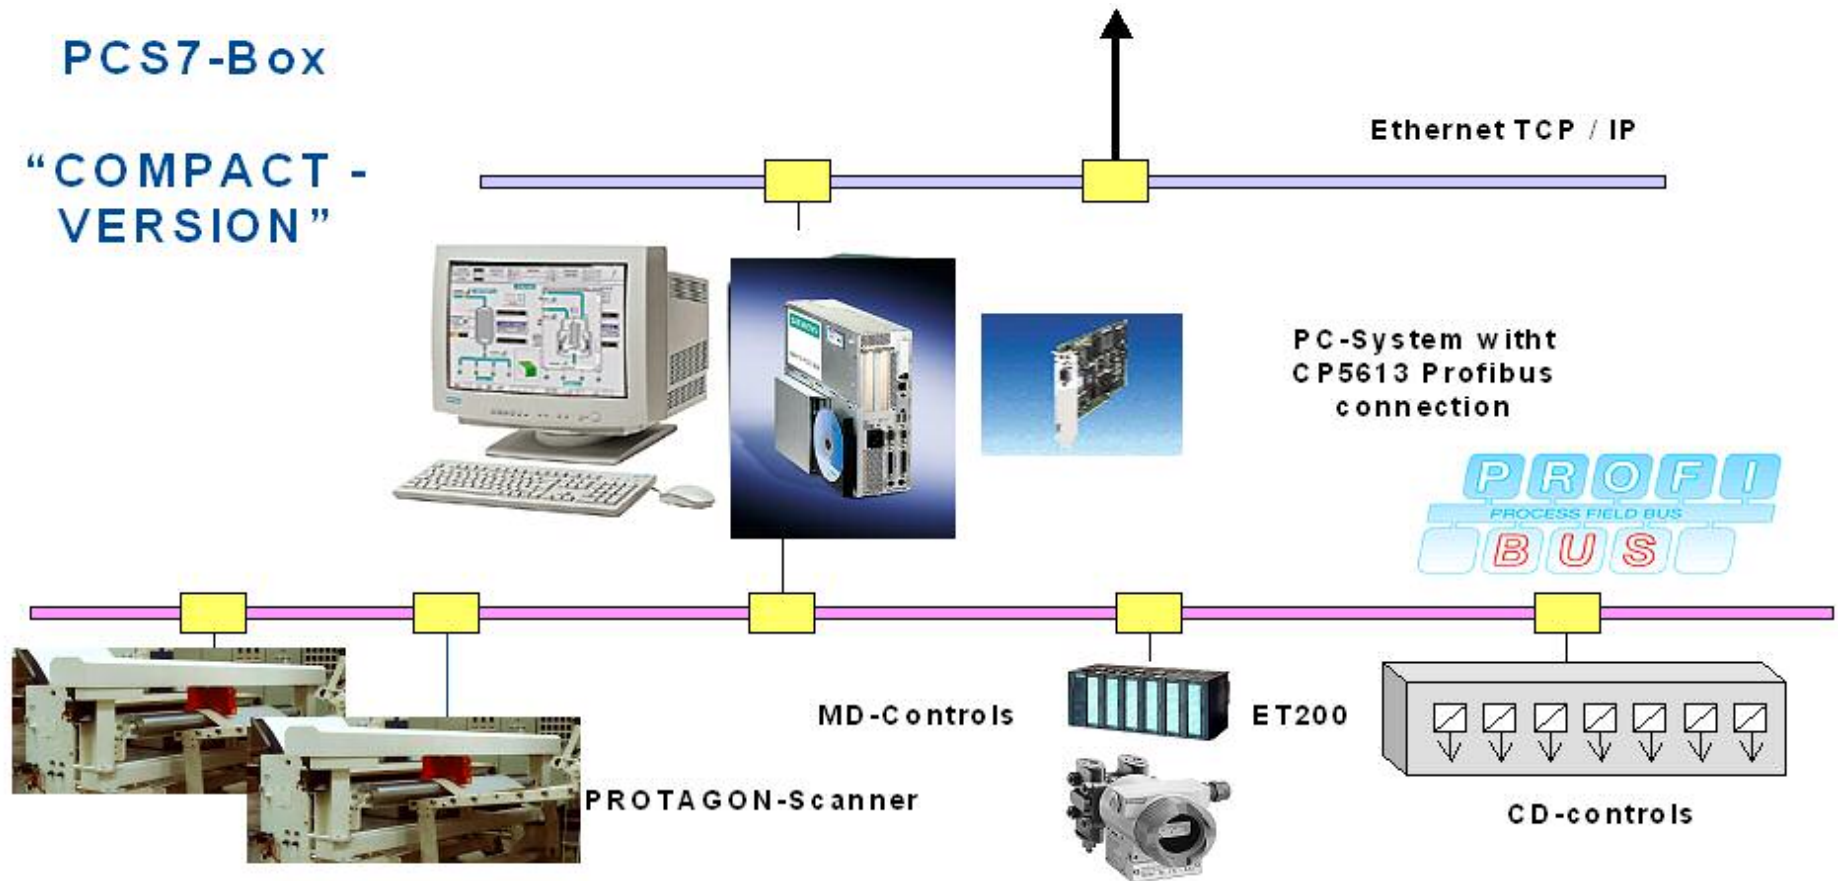 PCS7-Box
“COMPACT -
VERSION”
Ethernet TCP / IP
SIEMENS
PC-System witht
CP5613 Profibus
connection
PROFI
PROCESS FIELD BUS
BUS
MD-Controls
ET200
PROTAGON-Scanner
CD-controls